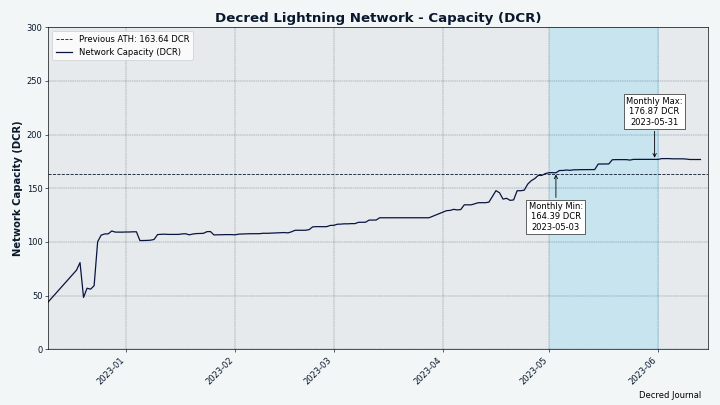 Decred Lightning Network - Capacity (DCR)
Previous ATH: 163.64 DCR
Network Capacity (DCR)
Network Capacity (DCR)
300
250
200
150
100
50
0
Monthly Max:
176.87 DCR
2023-05-31
Monthly Min:
164.39 DCR
2023-05-03
2023-01
2023-02
2023-03
2023-04
2023-05
2023-06
Decred Journal